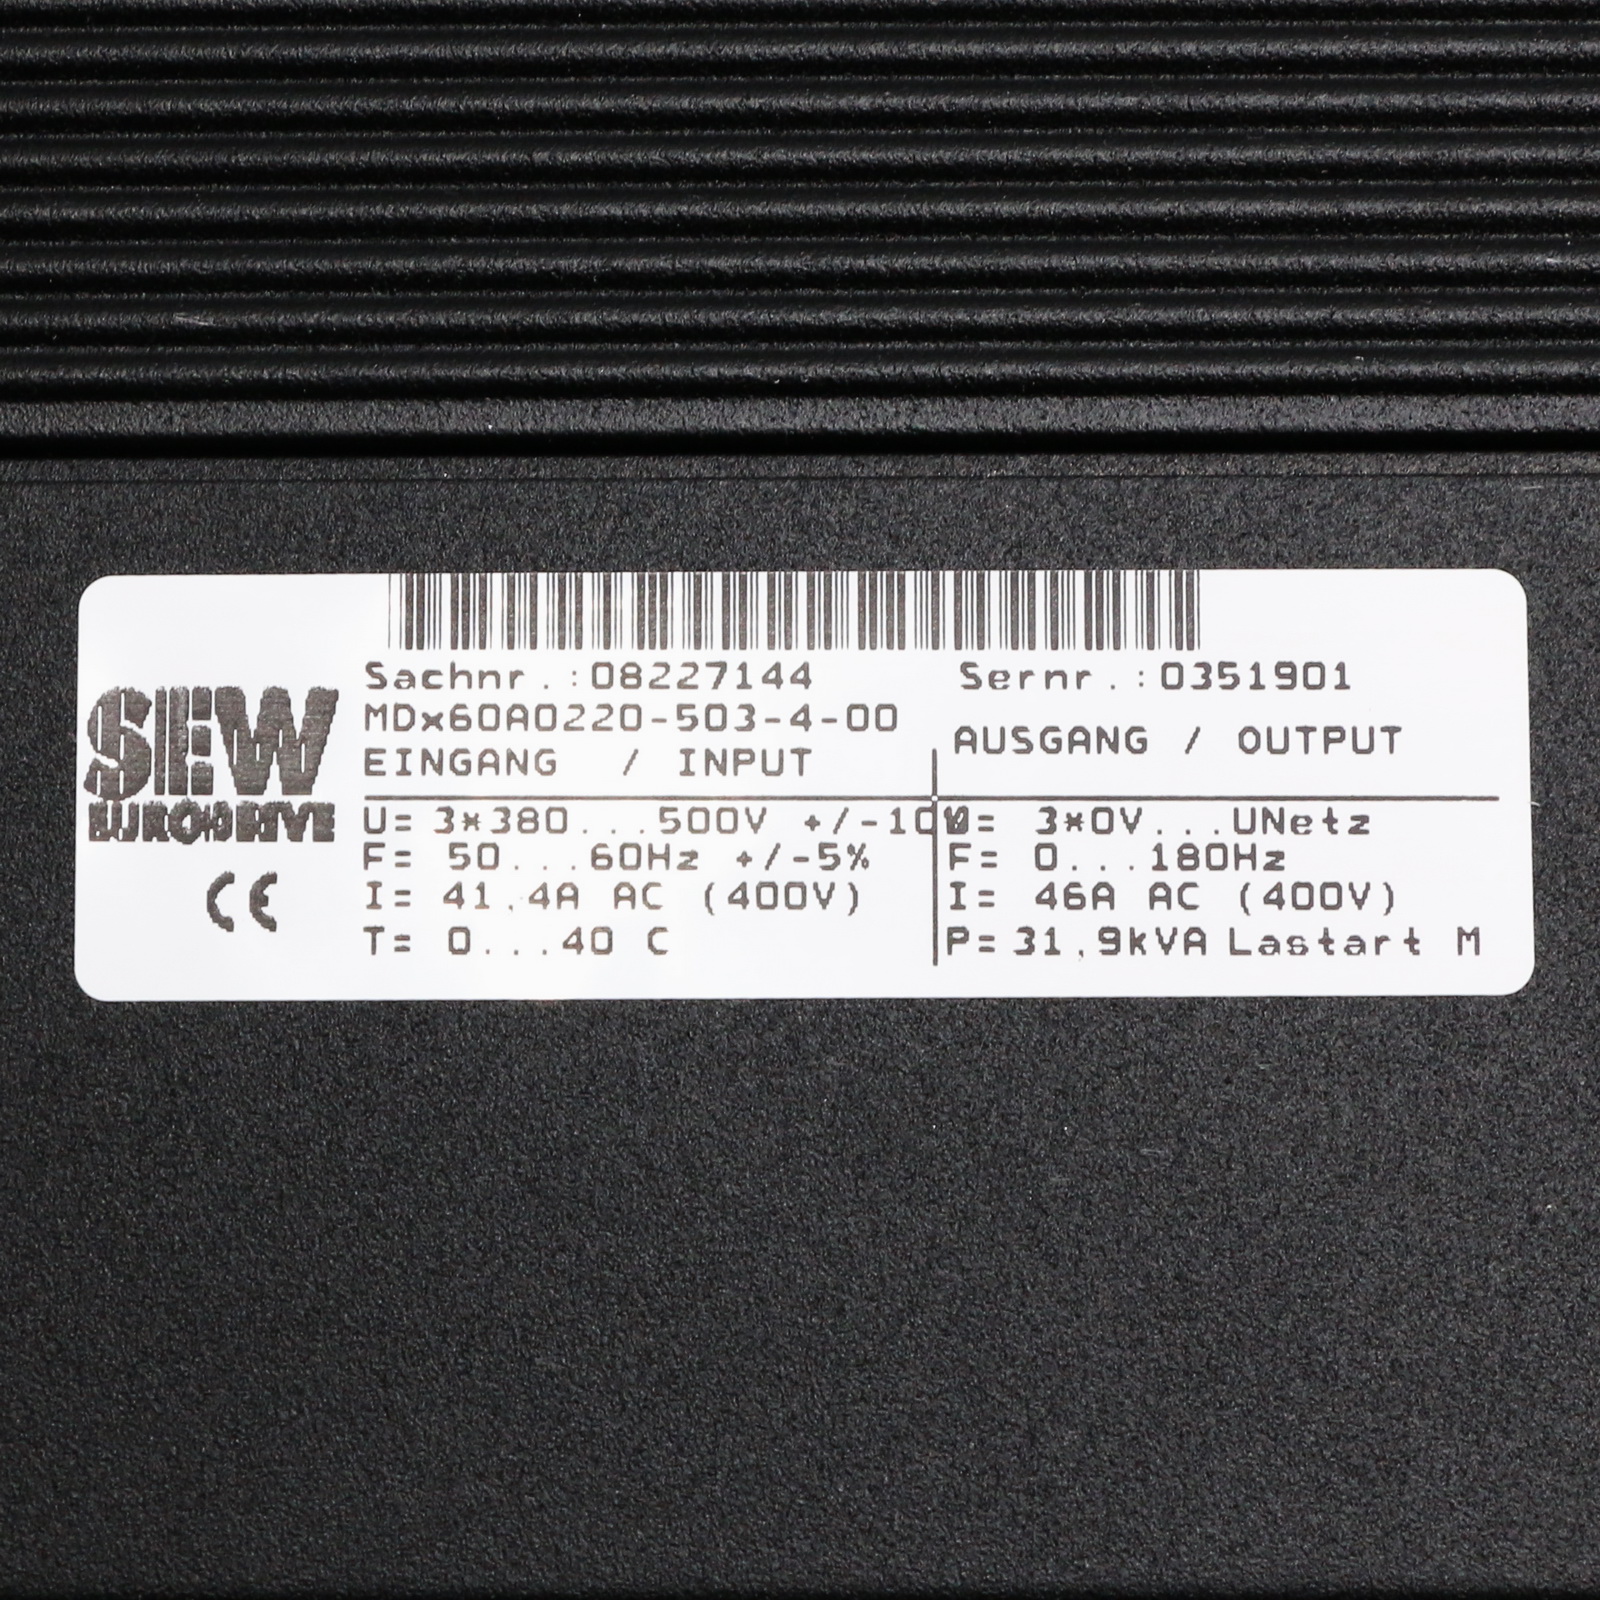 Sachnr.:08227144 Sernr.:0351901
MDx60A0220-503-4-00
EINGANG / INPUT AUSGANG / OUTPUT
SEW
EURODRIVE
CE
U= 3*380...500V +/-10 U= 3*0V...UNetz
F= 50...60Hz +/-5% F= 0...180Hz
I= 41.4A AC (400V) I= 46A AC (400V)
T= 0...40 C P=31.9kVA Lastart M